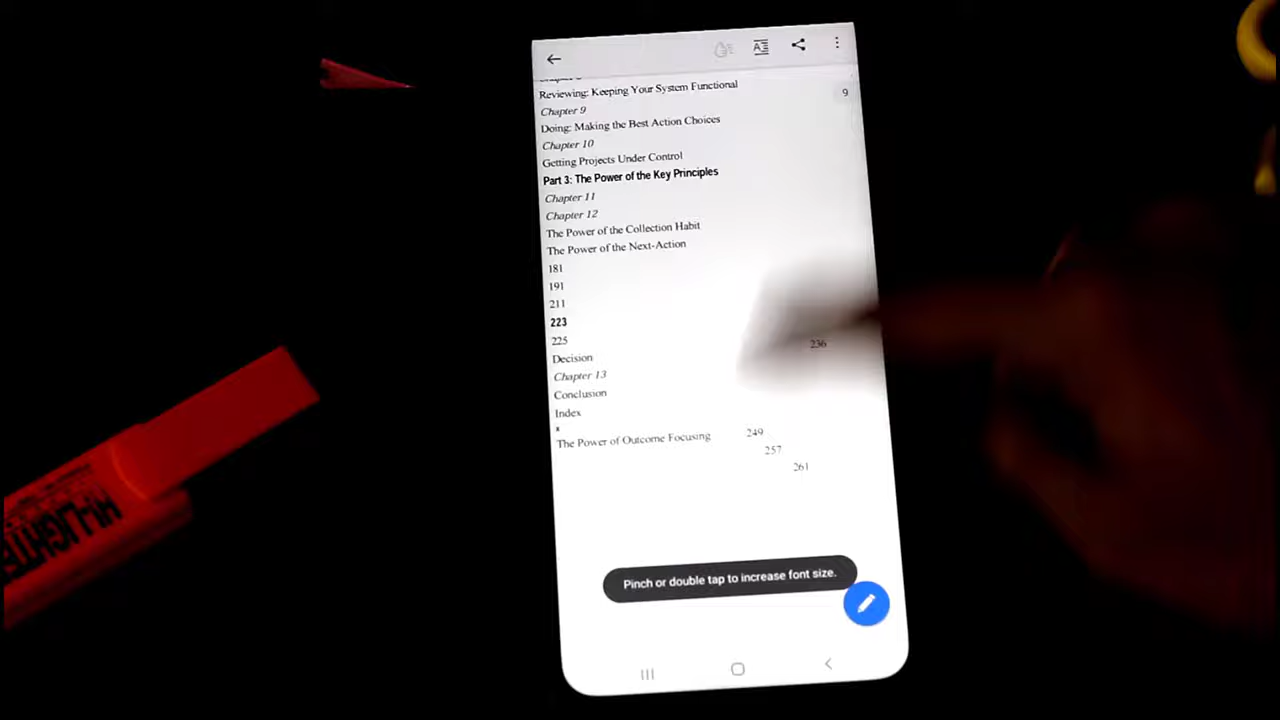 Reviewing: Keeping Your System Functional
9
Chapter 9
Doing: Making the Best Action Choices
Chapter 10
Getting Projects Under Control
Part 3: The Power of the Key Principles
Chapter 11
Chapter 12
The Power of the Collection Habit
The Power of the Next-Action
181
191
211
223
225
236
Decision
Chapter 13
Conclusion
Index
x
The Power of Outcome Focusing 249
257
261
Pinch or double tap to increase font size.
HI-LIGHTE